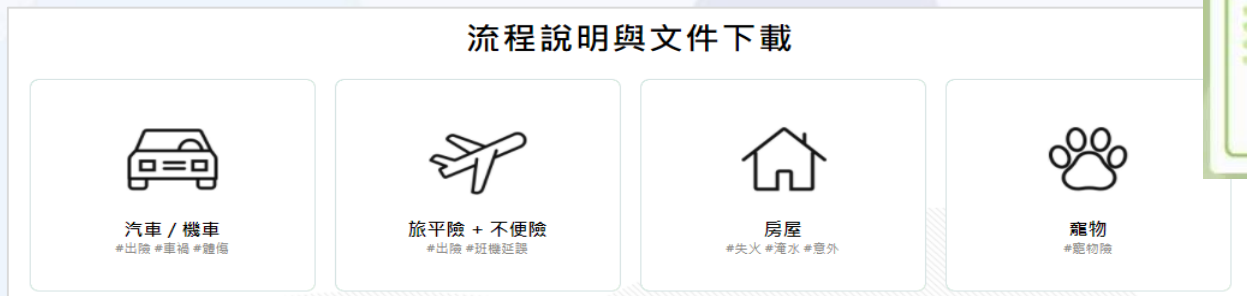 流程說明與文件下載
汽車 / 機車
#出險 #車禍 #體傷
旅平險 + 不便險
#出險 #班機延誤
房屋
#失火 #淹水 #意外
寵物
#寵物險